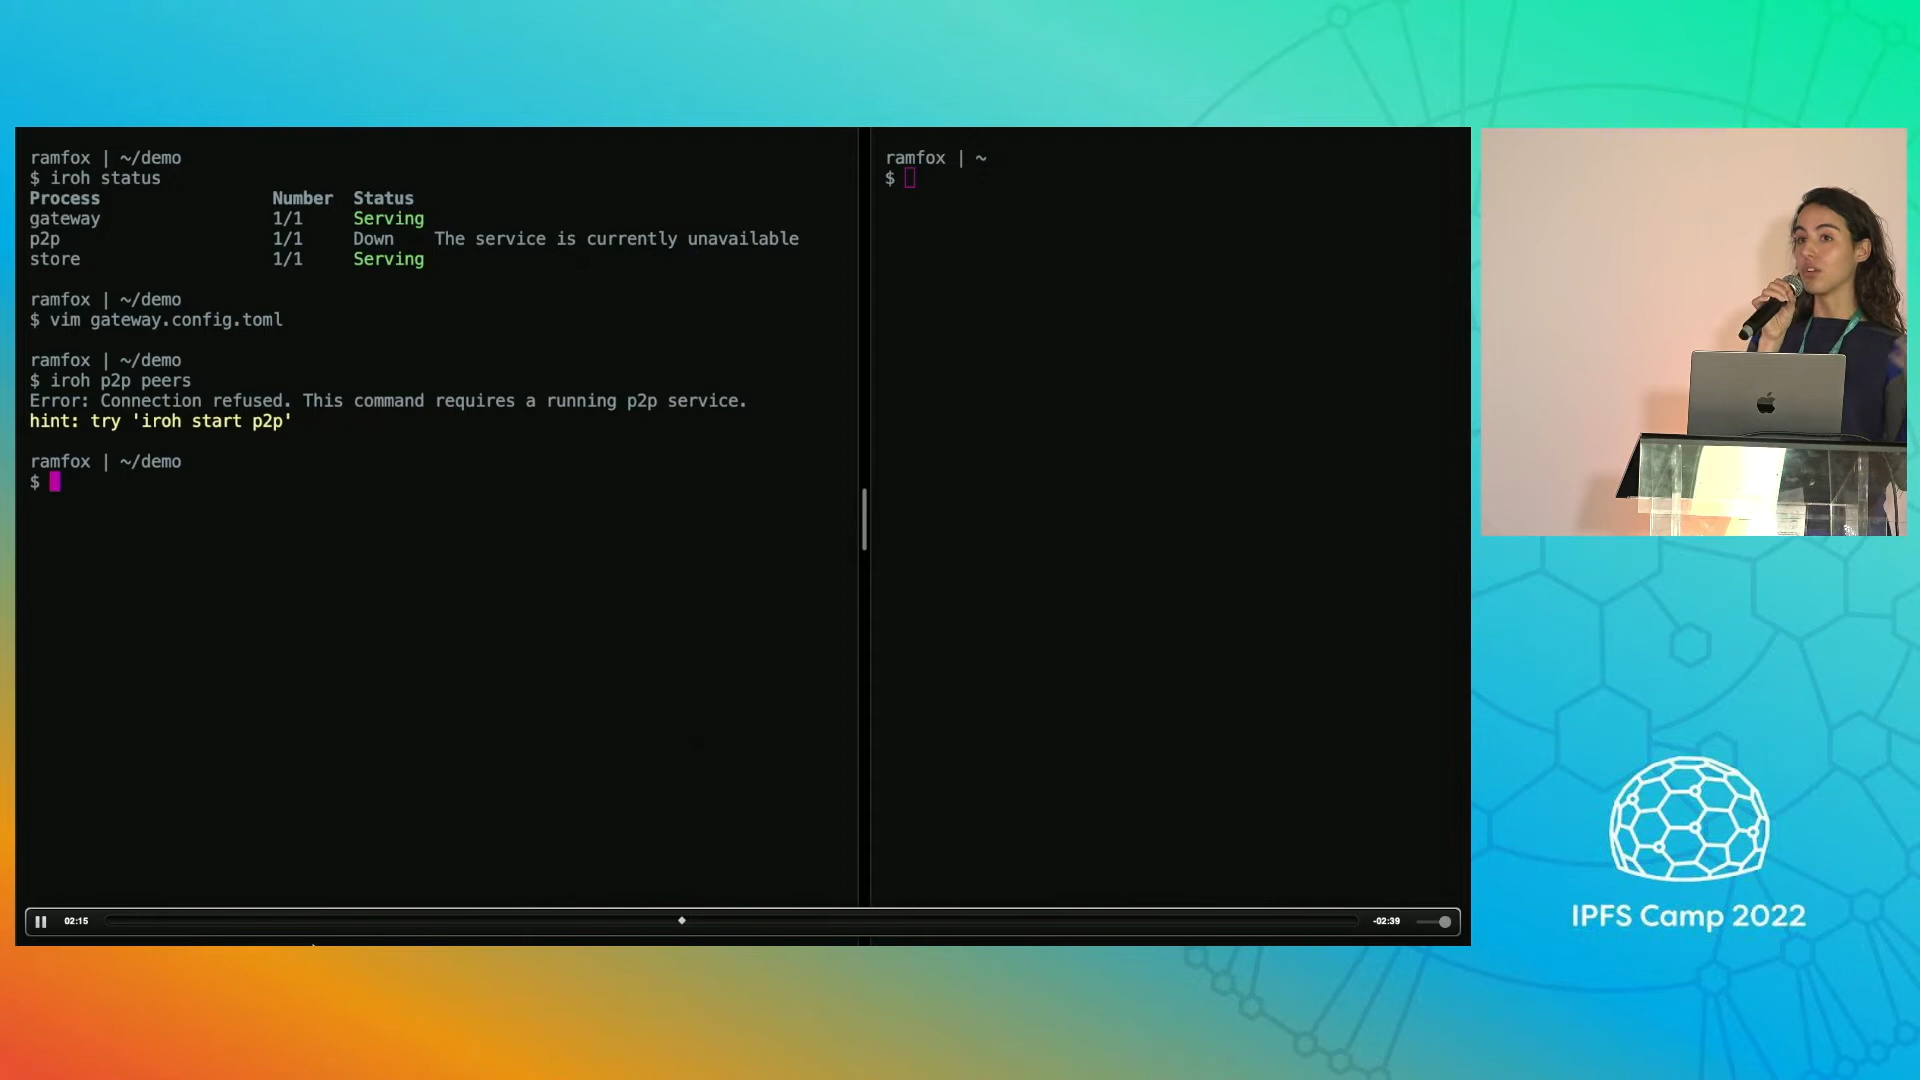 ramfox | ~/demo
$ iroh status
Process Number Status
gateway 1/1 Serving
p2p 1/1 Down The service is currently unavailable
store 1/1 Serving
ramfox | ~/demo
$ vim gateway.config.toml
ramfox | ~/demo
$ iroh p2p peers
Error: Connection refused. This command requires a running p2p service.
hint: try 'iroh start p2p'
ramfox | ~/demo
$
ramfox | ~
$
02:15
-02:39
IPFS Camp 2022